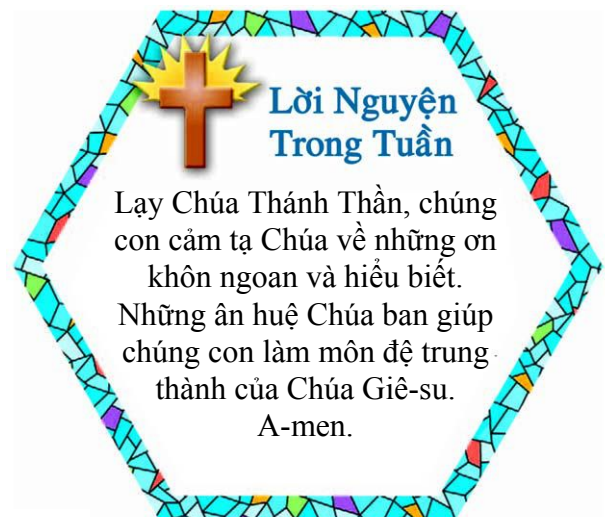 Lời Nguyện
Trong Tuần
Lạy Chúa Thánh Thần, chúng
con cảm tạ Chúa về những ơn
khôn ngoan và hiểu biết.
Những ân huệ Chúa ban giúp
chúng con làm môn đệ trung
thành của Chúa Giê-su.
A-men.